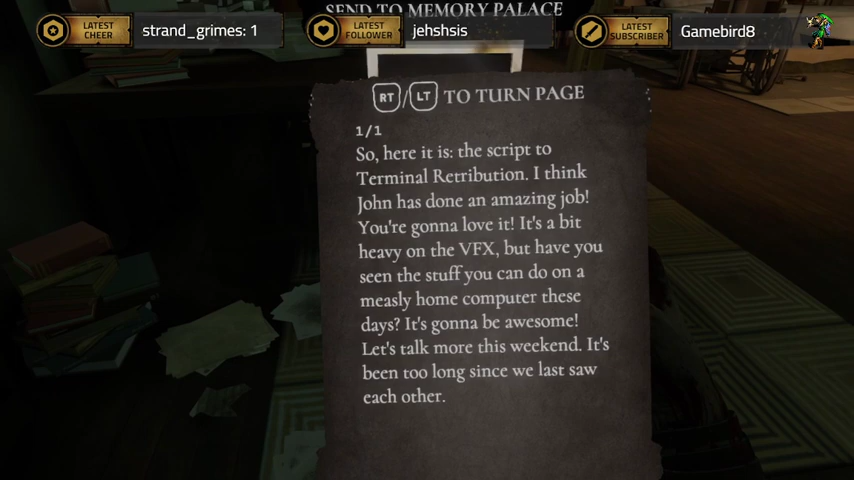 SEND TO MEMORY PALACE
LATEST CHEER
strand_grimes: 1
LATEST FOLLOWER
jehshsis
LATEST SUBSCRIBER
Gamebird8
RT/LT TO TURN PAGE
1/1
So, here it is: the script to
Terminal Retribution. I think
John has done an amazing job!
You're gonna love it! It's a bit
heavy on the VFX, but have you
seen the stuff you can do on a
measly home computer these
days? It's gonna be awesome!
Let's talk more this weekend. It's
been too long since we last saw
each other.